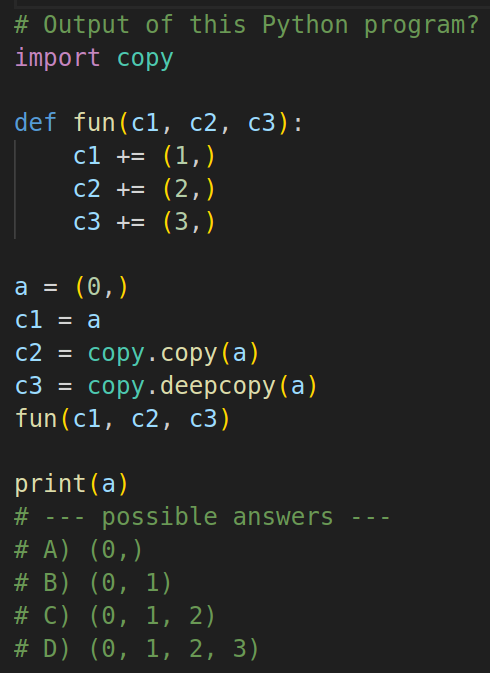 # Output of this Python program?
import copy

def fun(c1, c2, c3):
    c1 += (1,)
    c2 += (2,)
    c3 += (3,)

a = (0,)
c1 = a
c2 = copy.copy(a)
c3 = copy.deepcopy(a)
fun(c1, c2, c3)

print(a)
# --- possible answers ---
# A) (0,)
# B) (0, 1)
# C) (0, 1, 2)
# D) (0, 1, 2, 3)